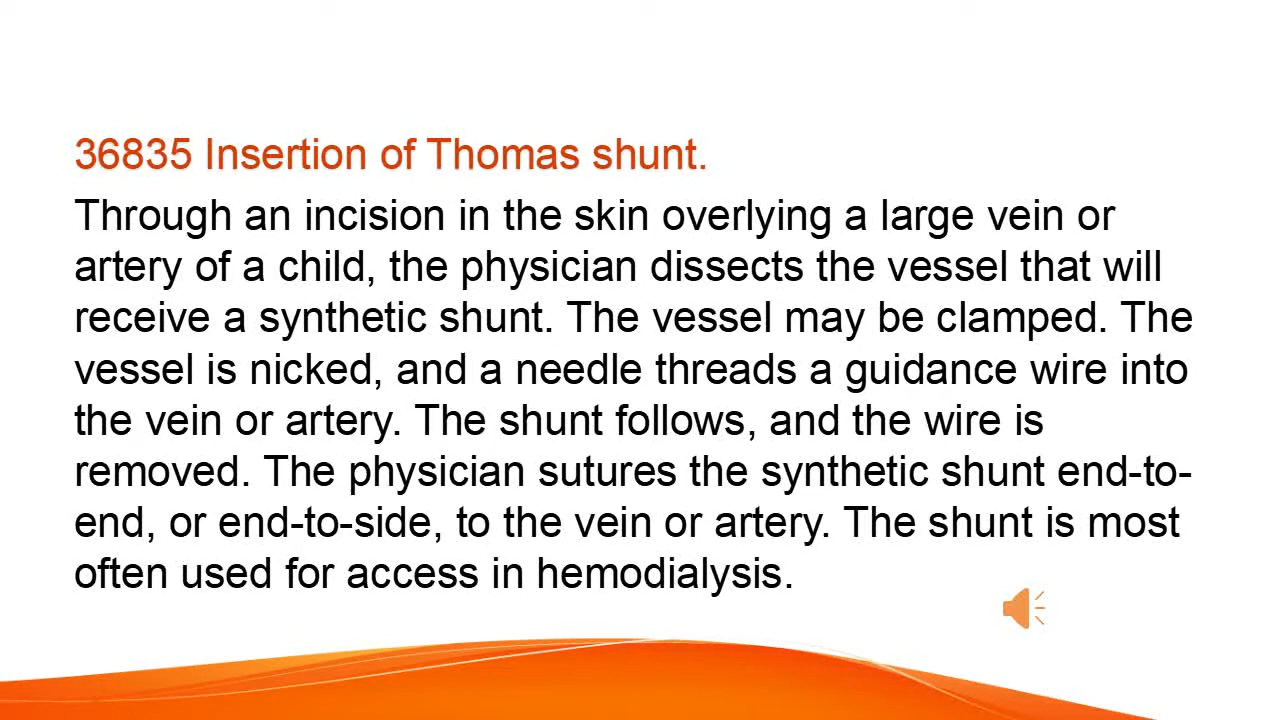 36835 Insertion of Thomas shunt.
Through an incision in the skin overlying a large vein or
artery of a child, the physician dissects the vessel that will
receive a synthetic shunt. The vessel may be clamped. The
vessel is nicked, and a needle threads a guidance wire into
the vein or artery. The shunt follows, and the wire is
removed. The physician sutures the synthetic shunt end-to-
end, or end-to-side, to the vein or artery. The shunt is most
often used for access in hemodialysis.